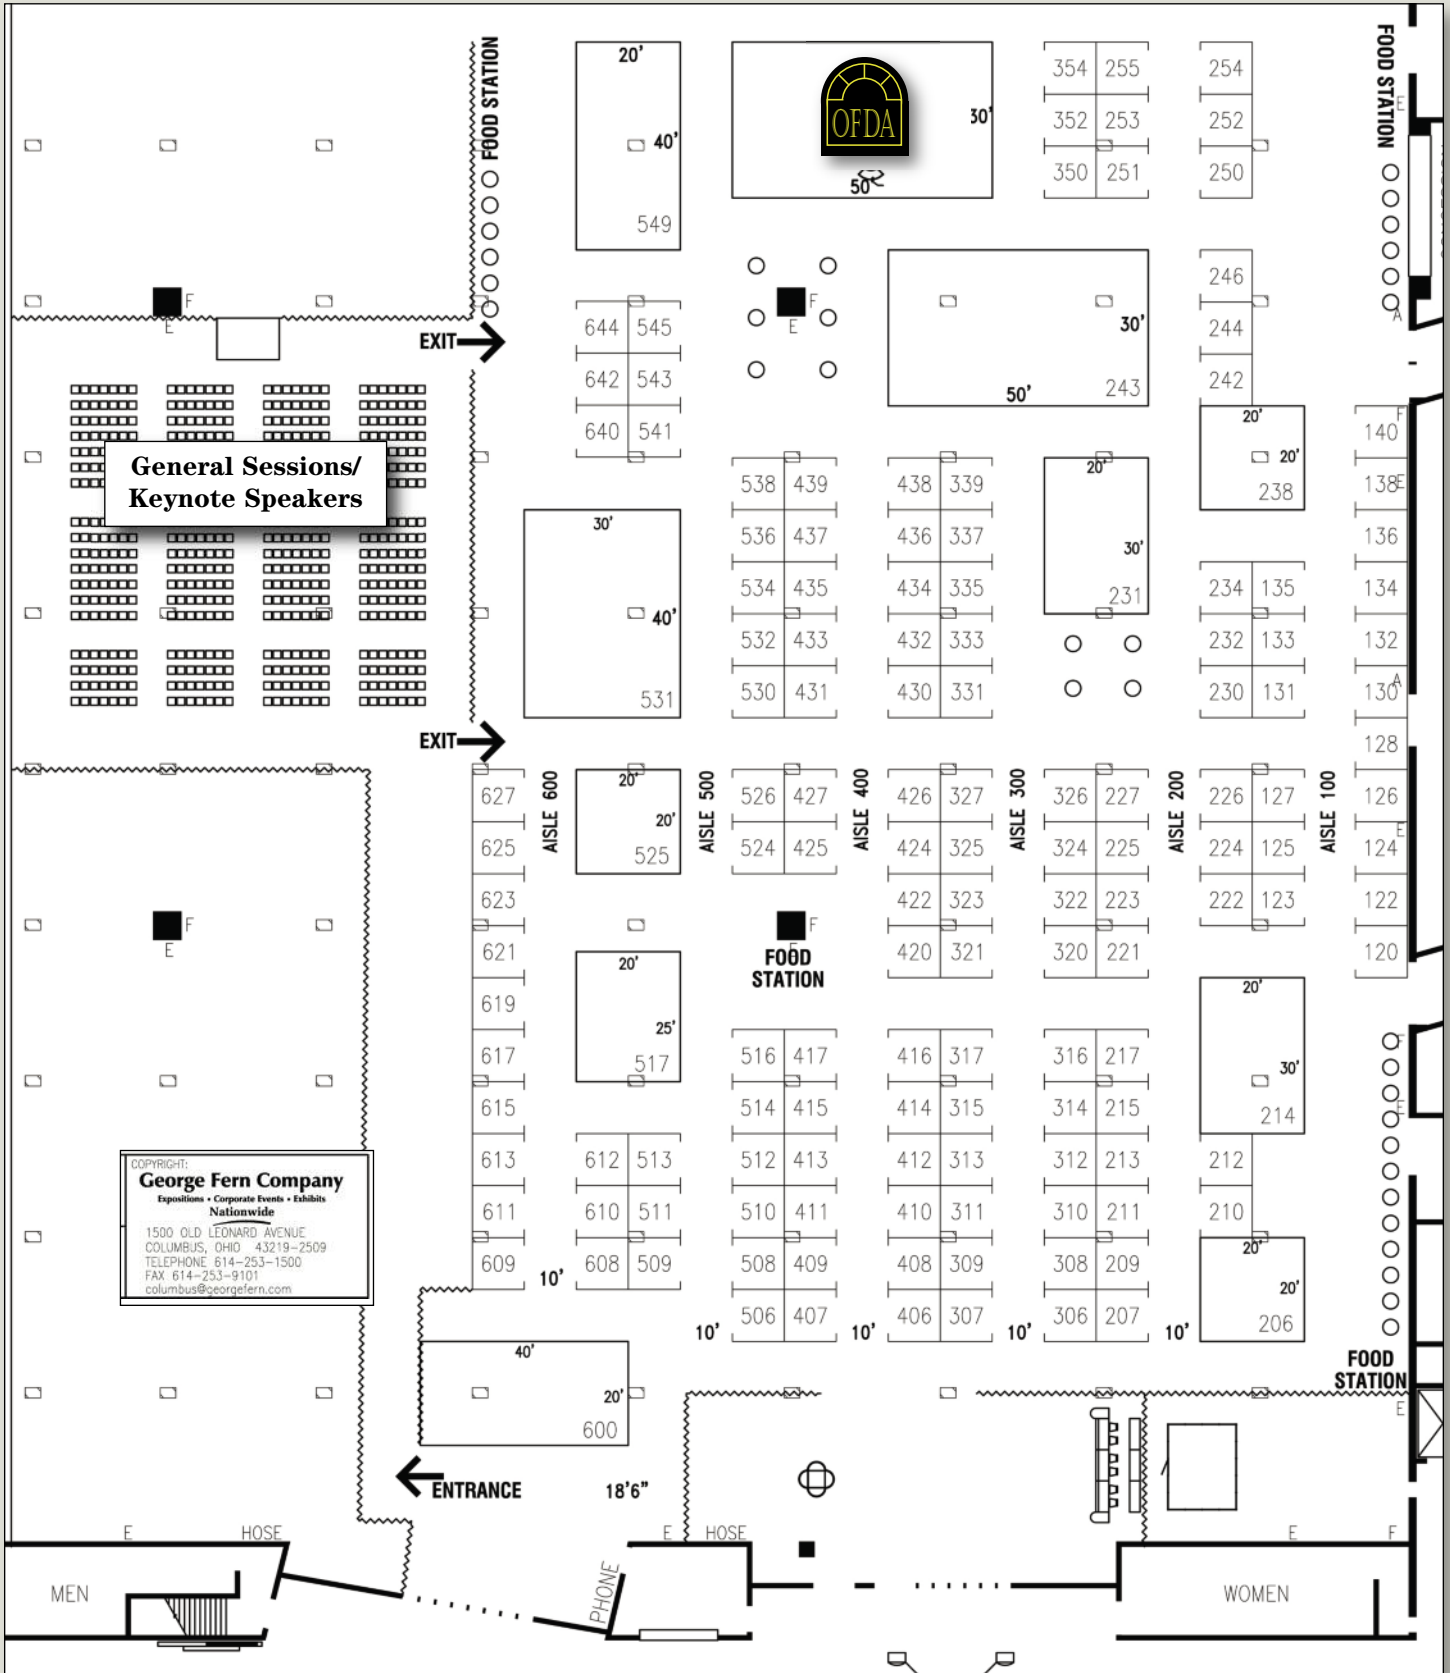 FOOD STATION
20'
40'
549
OFDA
30'
50'
354 255
352 253
350 251
254
252
250
FOOD STATION
E
F
E
EXIT
644 545
642 543
640 541
F
E
30'
50'
243
246
244
242
A
General Sessions/
Keynote Speakers
20'
20'
238
F
140
138
E
136
134
132
130
A
128
126
124
E
122
120
538 439
536 437
534 435
532 433
530 431
438 339
436 337
434 335
432 333
430 331
20'
30'
231
234 135
232 133
230 131
30'
40'
531
EXIT
627
625
623
621
619
617
615
613
611
609
AISLE 600
20'
20'
525
AISLE 500
526 427
524 425
AISLE 400
426 327
424 325
422 323
420 321
AISLE 300
326 227
324 225
322 223
320 221
AISLE 200
226 127
224 125
222 123
AISLE 100
F
E
F
E
FOOD
STATION
20'
25'
517
20'
30'
214
F
E
516 417
514 415
512 413
510 411
508 409
506 407
416 317
414 315
412 313
410 311
408 309
406 307
316 217
314 215
312 213
310 211
308 209
306 207
612 513
610 511
608 509
212
210
20'
20'
206
10'
10'
10'
10'
10'
COPYRIGHT:
George Fern Company
Expositions • Corporate Events • Exhibits
Nationwide
1500 OLD LEONARD AVENUE
COLUMBUS, OHIO 43219-2509
TELEPHONE 614-253-1500
FAX 614-253-9101
columbus@georgefern.com
40'
20'
600
FOOD
STATION
E
ENTRANCE
18'6"
E
HOSE
E
HOSE
E
F
MEN
PHONE
WOMEN